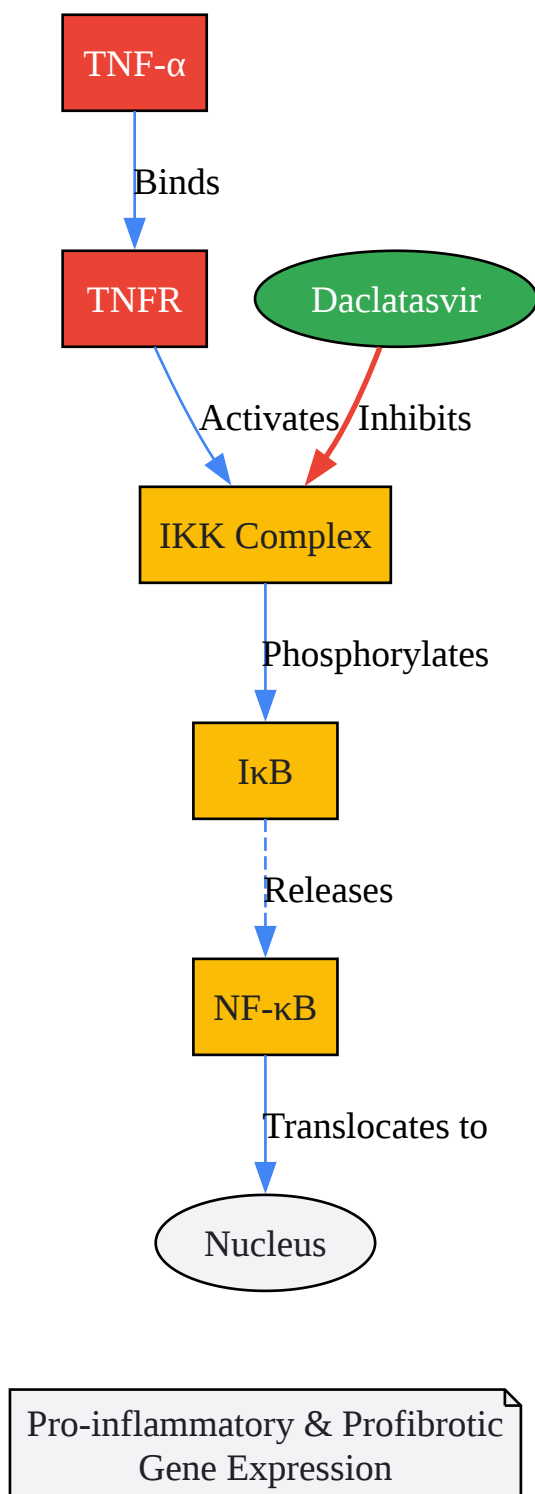 TNF-α
Binds
TNFR
Daclatasvir
Activates
Inhibits
IKK Complex
Phosphorylates
IκB
Releases
NF-κB
Translocates to
Nucleus
Pro-inflammatory & Profibrotic
Gene Expression